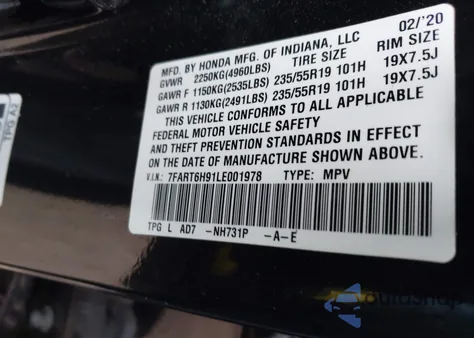 MFD. BY HONDA MFG. OF INDIANA, LLC 02/'20
GVWR 2250KG(4960LBS) TIRE SIZE RIM SIZE
GAWR F 1150KG(2535LBS) 235/55R19 101H 19X7.5J
GAWR R 1130KG(2491LBS) 235/55R19 101H 19X7.5J
THIS VEHICLE CONFORMS TO ALL APPLICABLE
FEDERAL MOTOR VEHICLE SAFETY
AND THEFT PREVENTION STANDARDS IN EFFECT
ON THE DATE OF MANUFACTURE SHOWN ABOVE.
V.I.N.: 7FART6H91LE001978 TYPE: MPV
TPG L AD7 -NH731P -A-E
TPG A2
autosnap